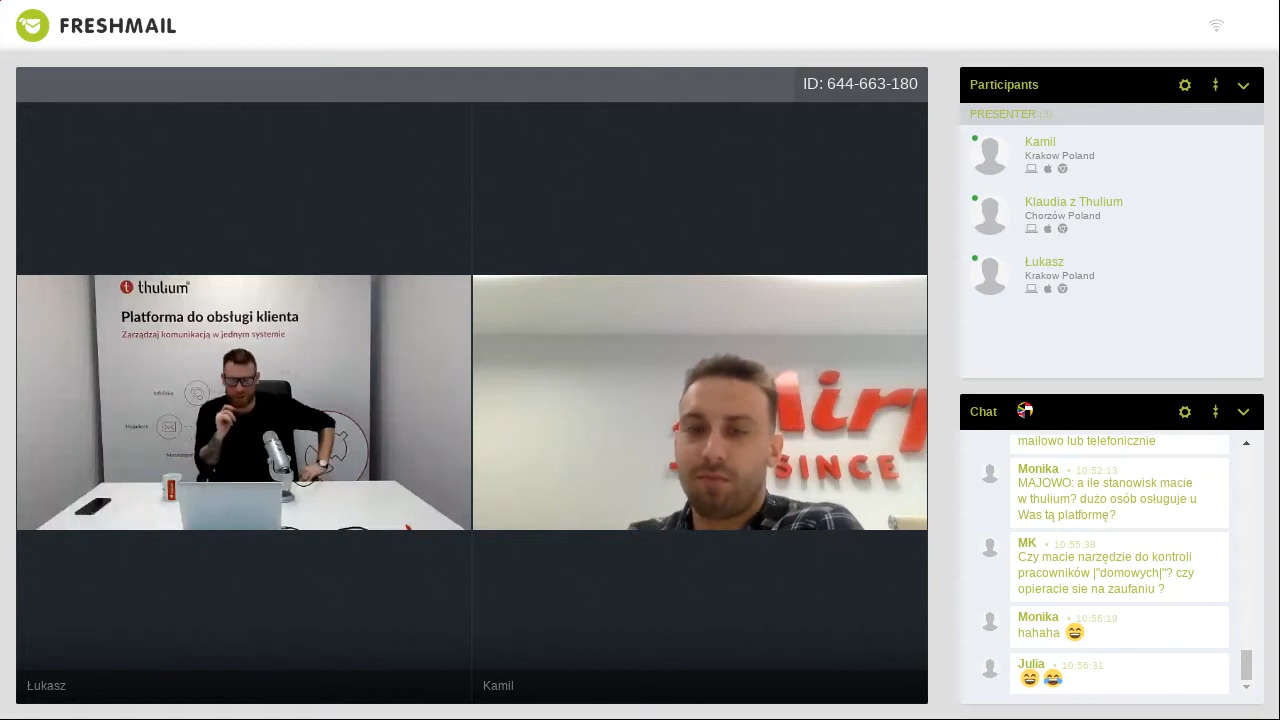 FRESHMAIL
ID: 644-663-180
thulium
Platforma do obsługi klienta
Zarządzaj komunikacją w jednym systemie
Infolinia
Helpdesk
SINCE
Łukasz
Kamil
Participants
PRESENTER (3)
Kamil
Krakow Poland
Klaudia z Thulium
Chorzów Poland
Łukasz
Krakow Poland
Chat
mailowo lub telefonicznie
Monika • 10:52:13
MAJOWO: a ile stanowisk macie
w thulium? dużo osób osługuje u
Was tą platformę?
MK • 10:55:38
Czy macie narzędzie do kontroli
pracowników |"domowych|"? czy
opieracie sie na zaufaniu ?
Monika • 10:56:19
hahaha 😄
Julia • 10:56:31
😄😂